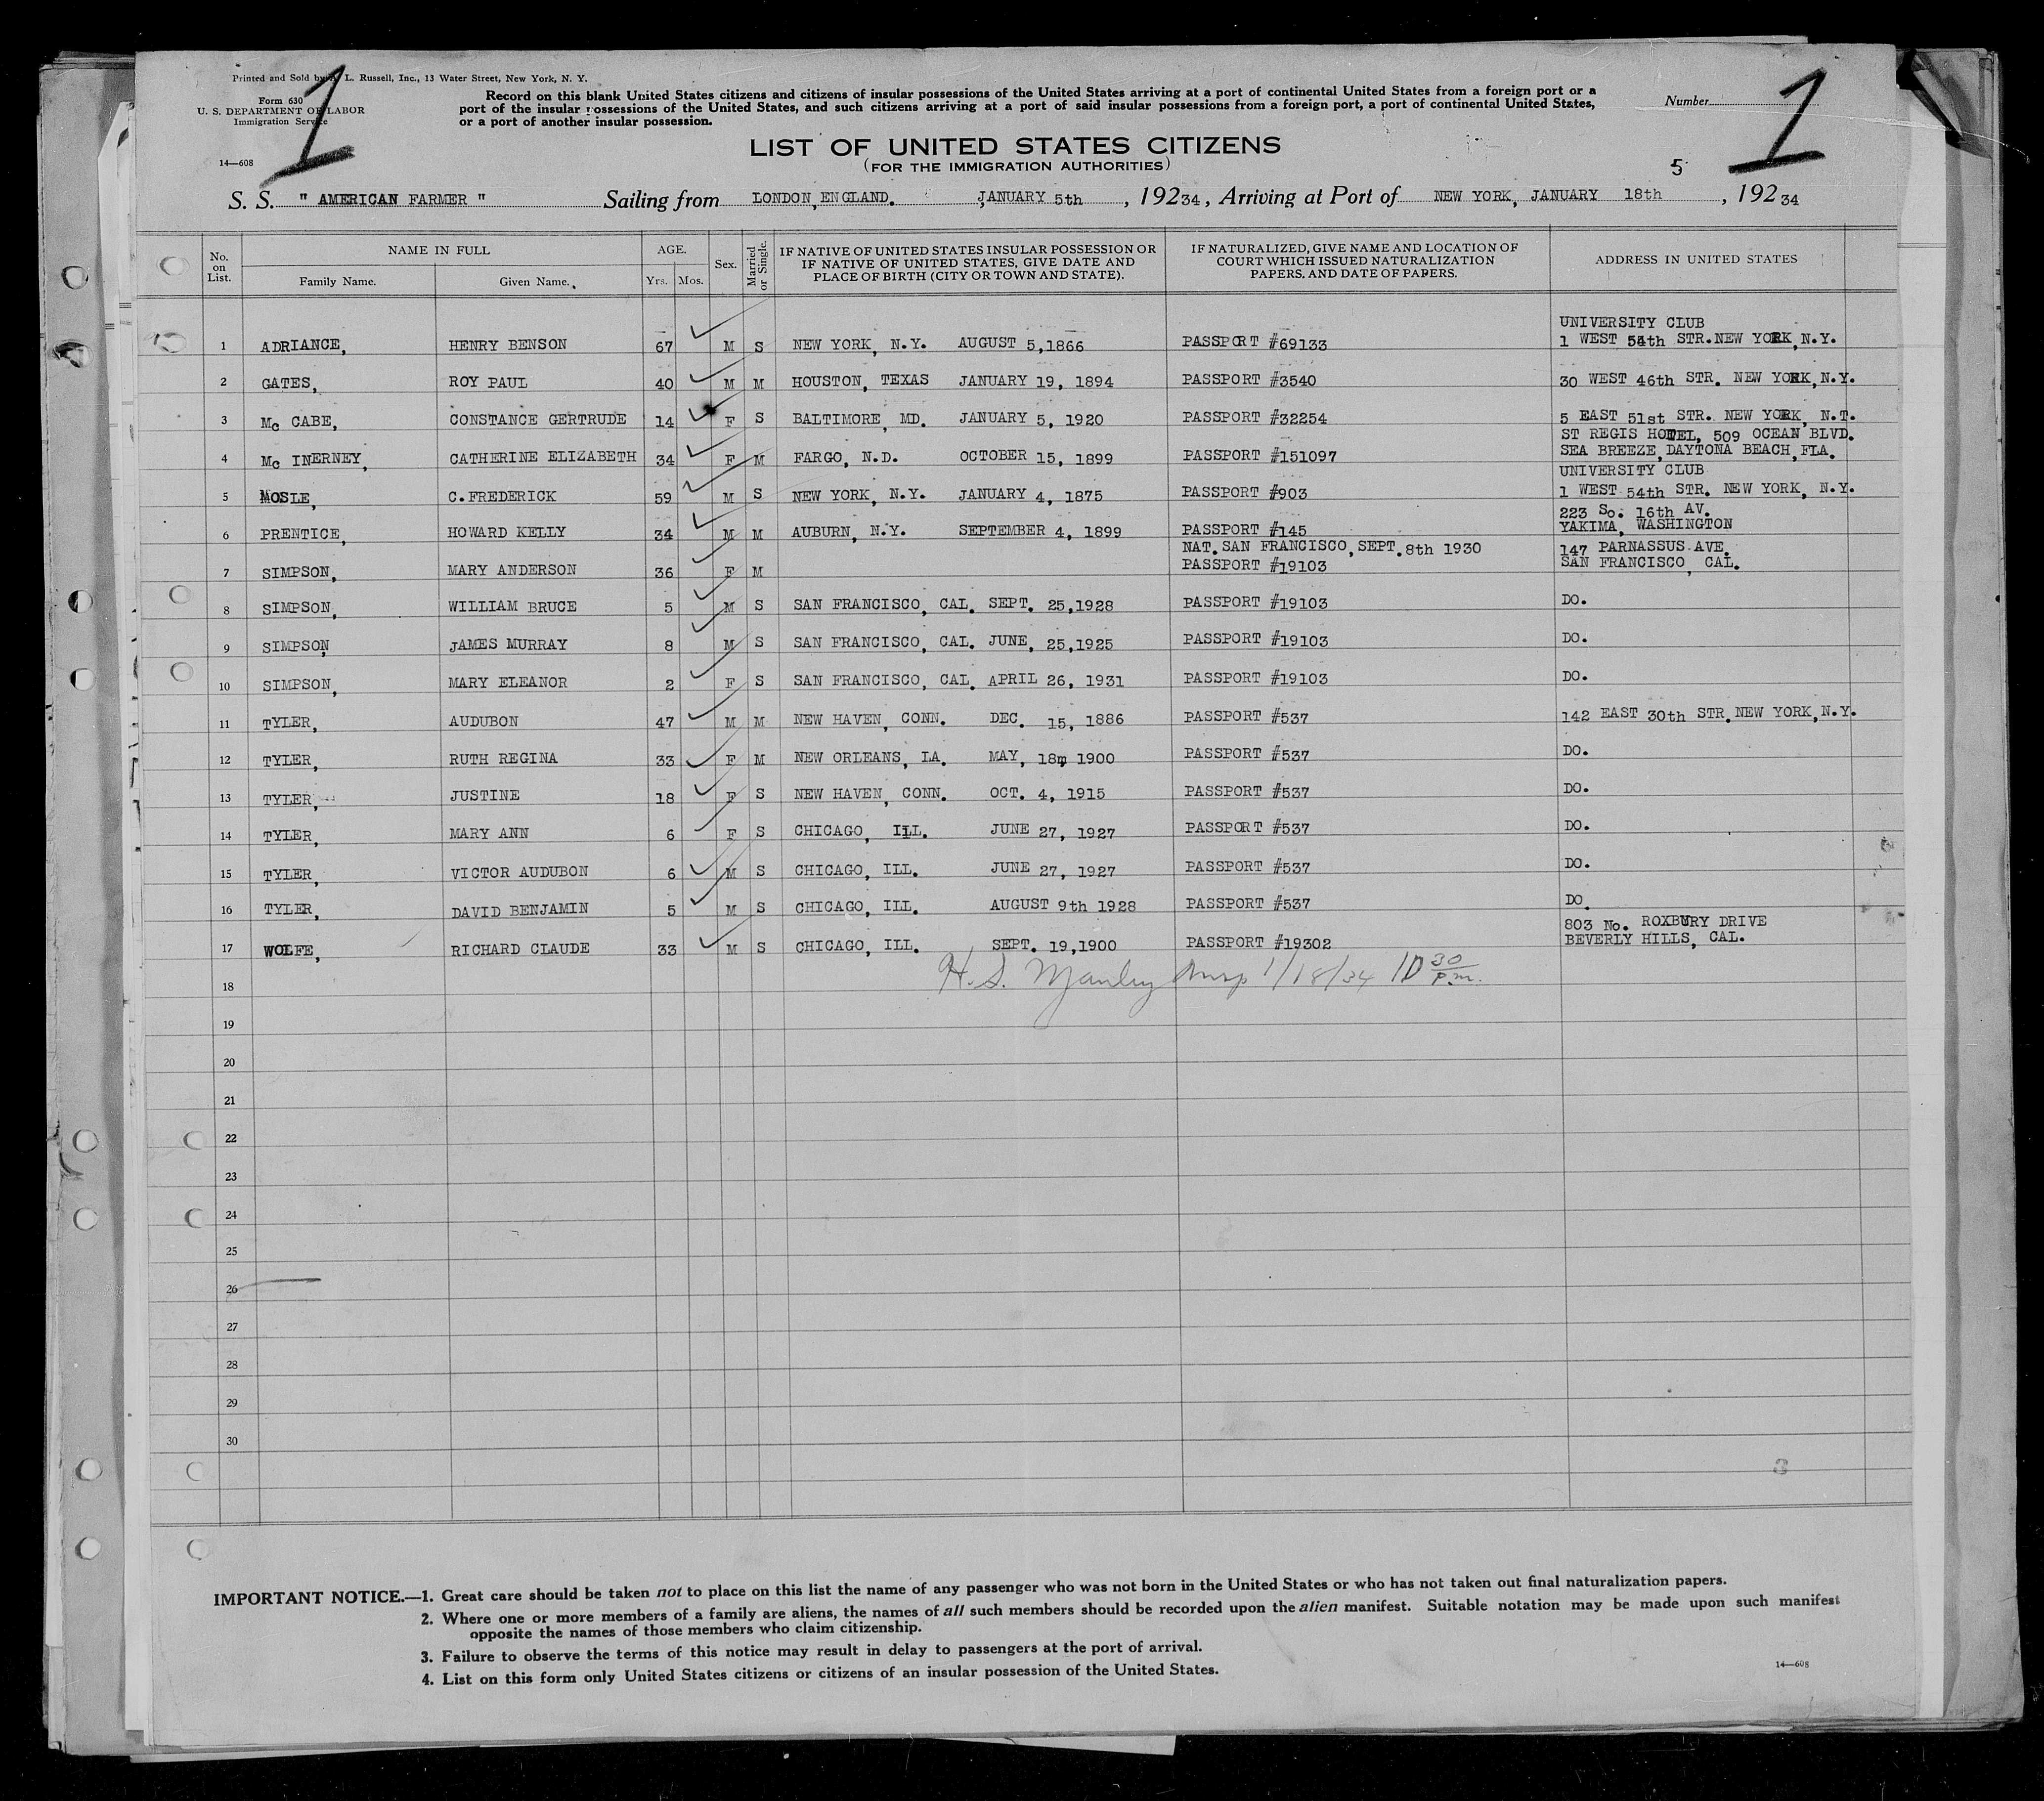 Printed and Sold by L. Russell, Inc., 13 Water Street, New York, N. Y.
Form 630
U. S. DEPARTMENT OF LABOR
Immigration Service
14—608
1
Record on this blank United States citizens and citizens of insular possessions of the United States arriving at a port of continental United States from a foreign port or a
port of the insular possessions of the United States, and such citizens arriving at a port of said insular possessions from a foreign port, a port of continental United States,
or a port of another insular possession.
Number
1
LIST OF UNITED STATES CITIZENS
(FOR THE IMMIGRATION AUTHORITIES)
5
S. S. " AMERICAN FARMER " Sailing from LONDON, ENGLAND. JANUARY 5th , 192 34, Arriving at Port of NEW YORK, JANUARY 18th , 192 34
No. on List. NAME IN FULL AGE. Sex. Married or Single. IF NATIVE OF UNITED STATES INSULAR POSSESSION OR IF NATIVE OF UNITED STATES, GIVE DATE AND PLACE OF BIRTH (CITY OR TOWN AND STATE). IF NATURALIZED, GIVE NAME AND LOCATION OF COURT WHICH ISSUED NATURALIZATION PAPERS, AND DATE OF PAPERS. ADDRESS IN UNITED STATES
Family Name. Given Name. Yrs. Mos.
UNIVERSITY CLUB
1 ADRIANCE, HENRY BENSON 67 M S NEW YORK, N.Y. AUGUST 5,1866 PASSPORT #69133 1 WEST 54th STR.NEW YORK,N.Y.
2 GATES, ROY PAUL 40 M M HOUSTON, TEXAS JANUARY 19, 1894 PASSPORT #3540 30 WEST 46th STR. NEW YORK,N.Y.
3 Mc CABE, CONSTANCE GERTRUDE 14 F S BALTIMORE, MD. JANUARY 5, 1920 PASSPORT #32254 5 EAST 51st STR. NEW YORK, N.T.
ST REGIS HOTEL, 509 OCEAN BLVD.
4 Mc INERNEY, CATHERINE ELIZABETH 34 F M FARGO, N.D. OCTOBER 15, 1899 PASSPORT #151097 SEA BREEZE,DAYTONA BEACH,FLA.
UNIVERSITY CLUB
5 MOSLE, C.FREDERICK 59 M S NEW YORK, N.Y. JANUARY 4, 1875 PASSPORT #903 1 WEST 54th STR. NEW YORK, N.Y.
223 So. 16th AV.
6 PRENTICE, HOWARD KELLY 34 M M AUBURN, N.Y. SEPTEMBER 4, 1899 PASSPORT #145 YAKIMA, WASHINGTON
NAT. SAN FRANCISCO,SEPT.8th 1930 147 PARNASSUS AVE.
7 SIMPSON, MARY ANDERSON 36 F M PASSPORT #19103 SAN FRANCISCO, CAL.
8 SIMPSON, WILLIAM BRUCE 5 M S SAN FRANCISCO, CAL. SEPT. 25,1928 PASSPORT #19103 DO.
9 SIMPSON, JAMES MURRAY 8 M S SAN FRANCISCO, CAL. JUNE, 25,1925 PASSPORT #19103 DO.
10 SIMPSON, MARY ELEANOR 2 F S SAN FRANCISCO, CAL. APRIL 26, 1931 PASSPORT #19103 DO.
11 TYLER, AUDUBON 47 M M NEW HAVEN, CONN. DEC. 15, 1886 PASSPORT #537 142 EAST 30th STR.NEW YORK,N.Y.
12 TYLER, RUTH REGINA 33 F M NEW ORLEANS, LA. MAY, 18m 1900 PASSPORT #537 DO.
13 TYLER, JUSTINE 18 F S NEW HAVEN, CONN. OCT. 4, 1915 PASSPORT #537 DO.
14 TYLER, MARY ANN 6 F S CHICAGO, ILL. JUNE 27, 1927 PASSPORT #537 DO.
15 TYLER, VICTOR AUDUBON 6 M S CHICAGO, ILL. JUNE 27, 1927 PASSPORT #537 DO.
16 TYLER, DAVID BENJAMIN 5 M S CHICAGO, ILL. AUGUST 9th 1928 PASSPORT #537 DO.
803 No. ROXBURY DRIVE
17 WOLFE, RICHARD CLAUDE 33 M S CHICAGO, ILL. SEPT. 19,1900 PASSPORT #19302 BEVERLY HILLS, CAL.
18 H. S. Manley Insp 1/18/34 10 30 p.m.
19
20
21
22
23
24
25
26
27
28
29
30
IMPORTANT NOTICE.—1. Great care should be taken not to place on this list the name of any passenger who was not born in the United States or who has not taken out final naturalization papers.
2. Where one or more members of a family are aliens, the names of all such members should be recorded upon the alien manifest. Suitable notation may be made upon such manifest
opposite the names of those members who claim citizenship.
3. Failure to observe the terms of this notice may result in delay to passengers at the port of arrival.
4. List on this form only United States citizens or citizens of an insular possession of the United States.
14—608